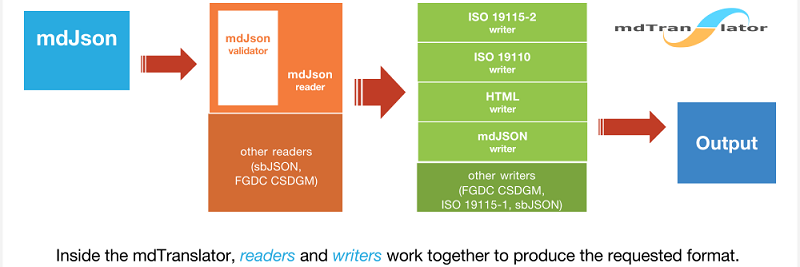 mdJson
mdJson
validator
mdJson
reader
other readers
(sbJSON,
FGDC CSDGM)
ISO 19115-2
writer
ISO 19110
writer
HTML
writer
mdJSON
writer
other writers
(FGDC CSDGM,
ISO 19115-1, sbJSON)
mdTran lator
Output
Inside the mdTranslator, readers and writers work together to produce the requested format.